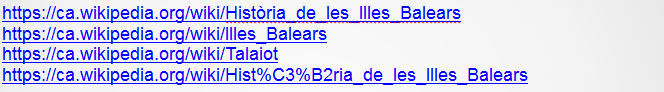 https://ca.wikipedia.org/wiki/Història_de_les_Illes_Balears
https://ca.wikipedia.org/wiki/Illes_Balears
https://ca.wikipedia.org/wiki/Talaiot
https://ca.wikipedia.org/wiki/Hist%C3%B2ria_de_les_Illes_Balears